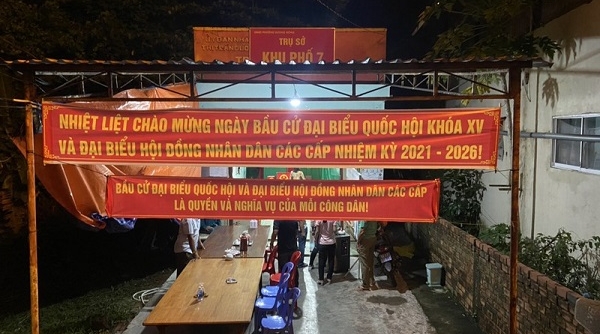 TRỤ SỞ
KHU PHỐ 7
NHIỆT LIỆT CHÀO MỪNG NGÀY BẦU CỬ ĐẠI BIỂU QUỐC HỘI KHÓA XV
VÀ ĐẠI BIỂU HỘI ĐỒNG NHÂN DÂN CÁC CẤP NHIỆM KỲ 2021 - 2026!
BẦU CỬ ĐẠI BIỂU QUỐC HỘI VÀ ĐẠI BIỂU HỘI ĐỒNG NHÂN DÂN CÁC CẤP
LÀ QUYỀN VÀ NGHĨA VỤ CỦA MỖI CÔNG DÂN!